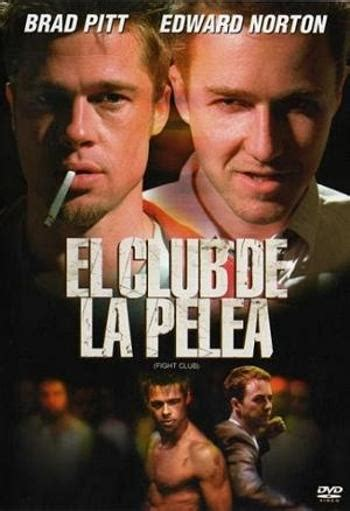 BRAD PITT EDWARD NORTON
EL CLUB DE
LA PELEA
(FIGHT CLUB)
DVD
VIDEO